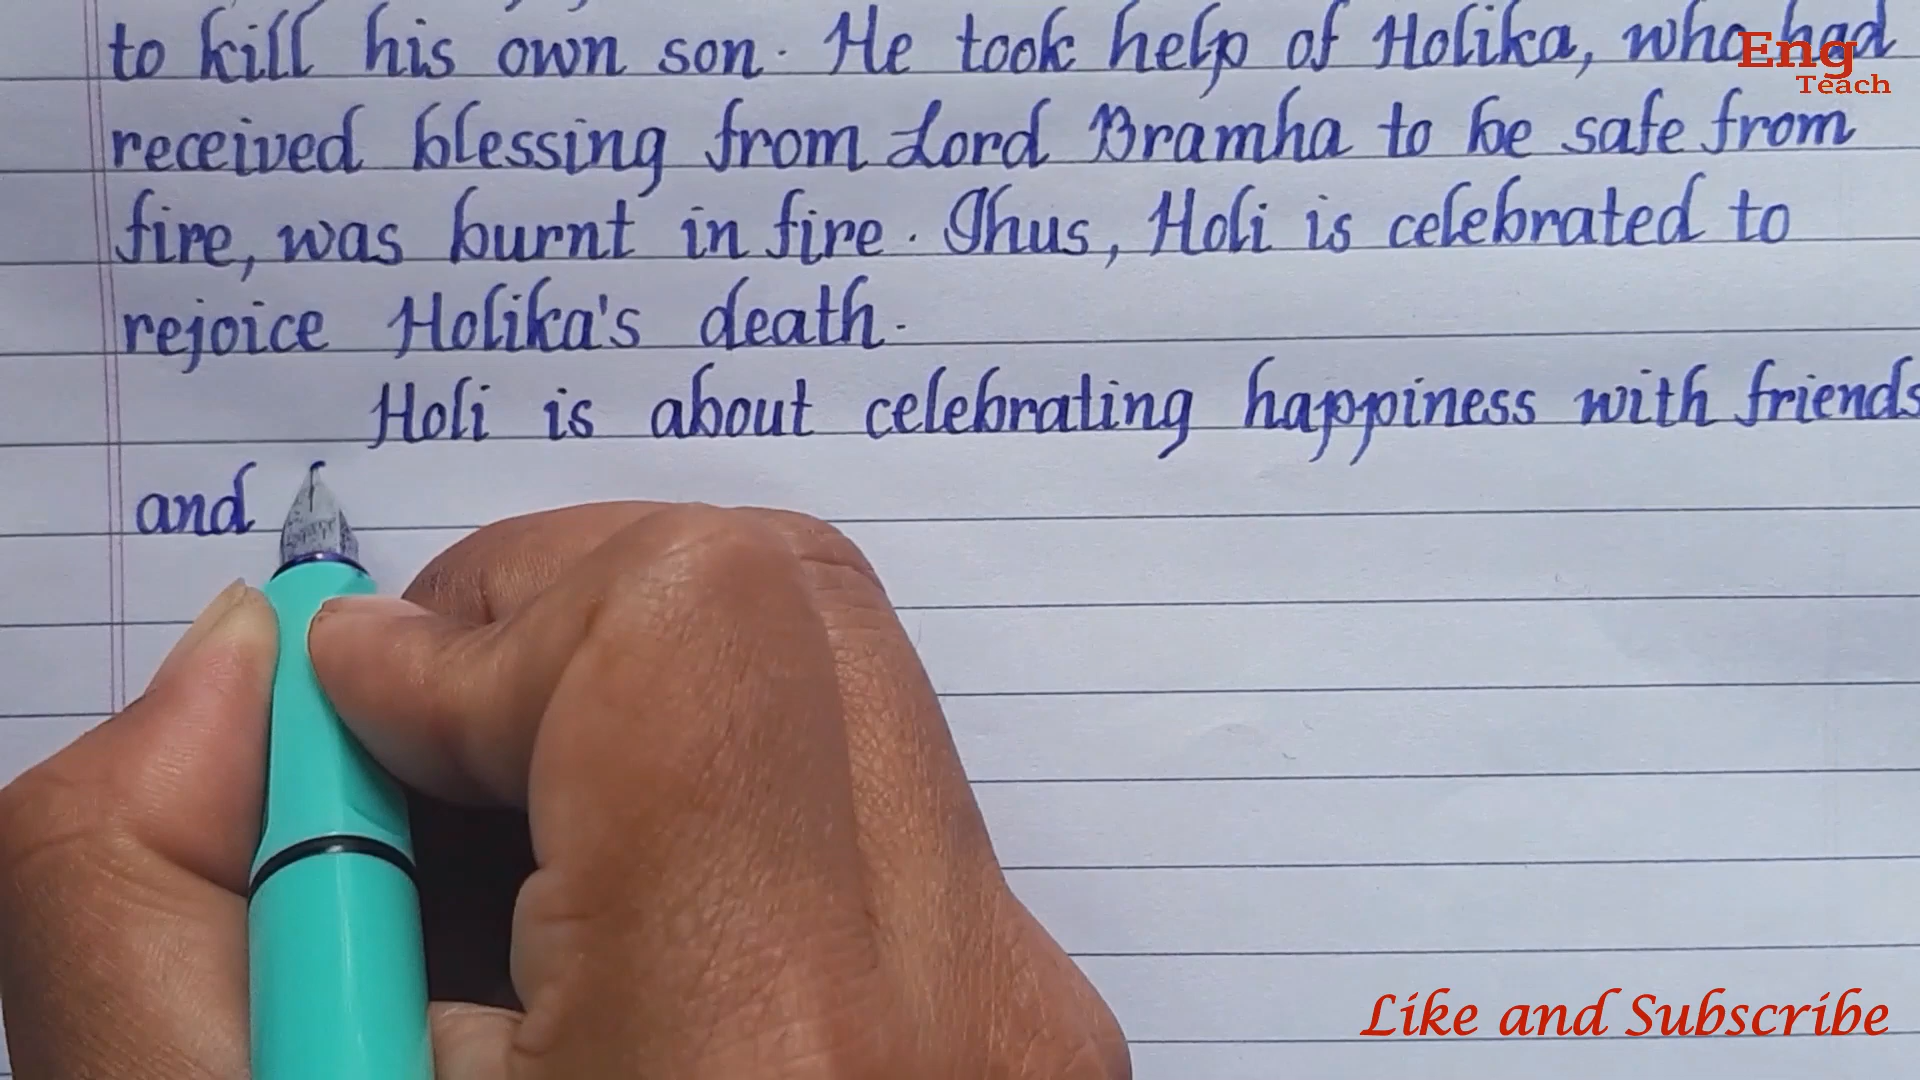 to kill his own son. He took help of Holika, who had
Eng
Teach
received blessing from Lord Bramha to be safe from
fire, was burnt in fire. Thus, Holi is celebrated to
rejoice Holika's death.
Holi is about celebrating happiness with friends
and f
Like and Subscribe